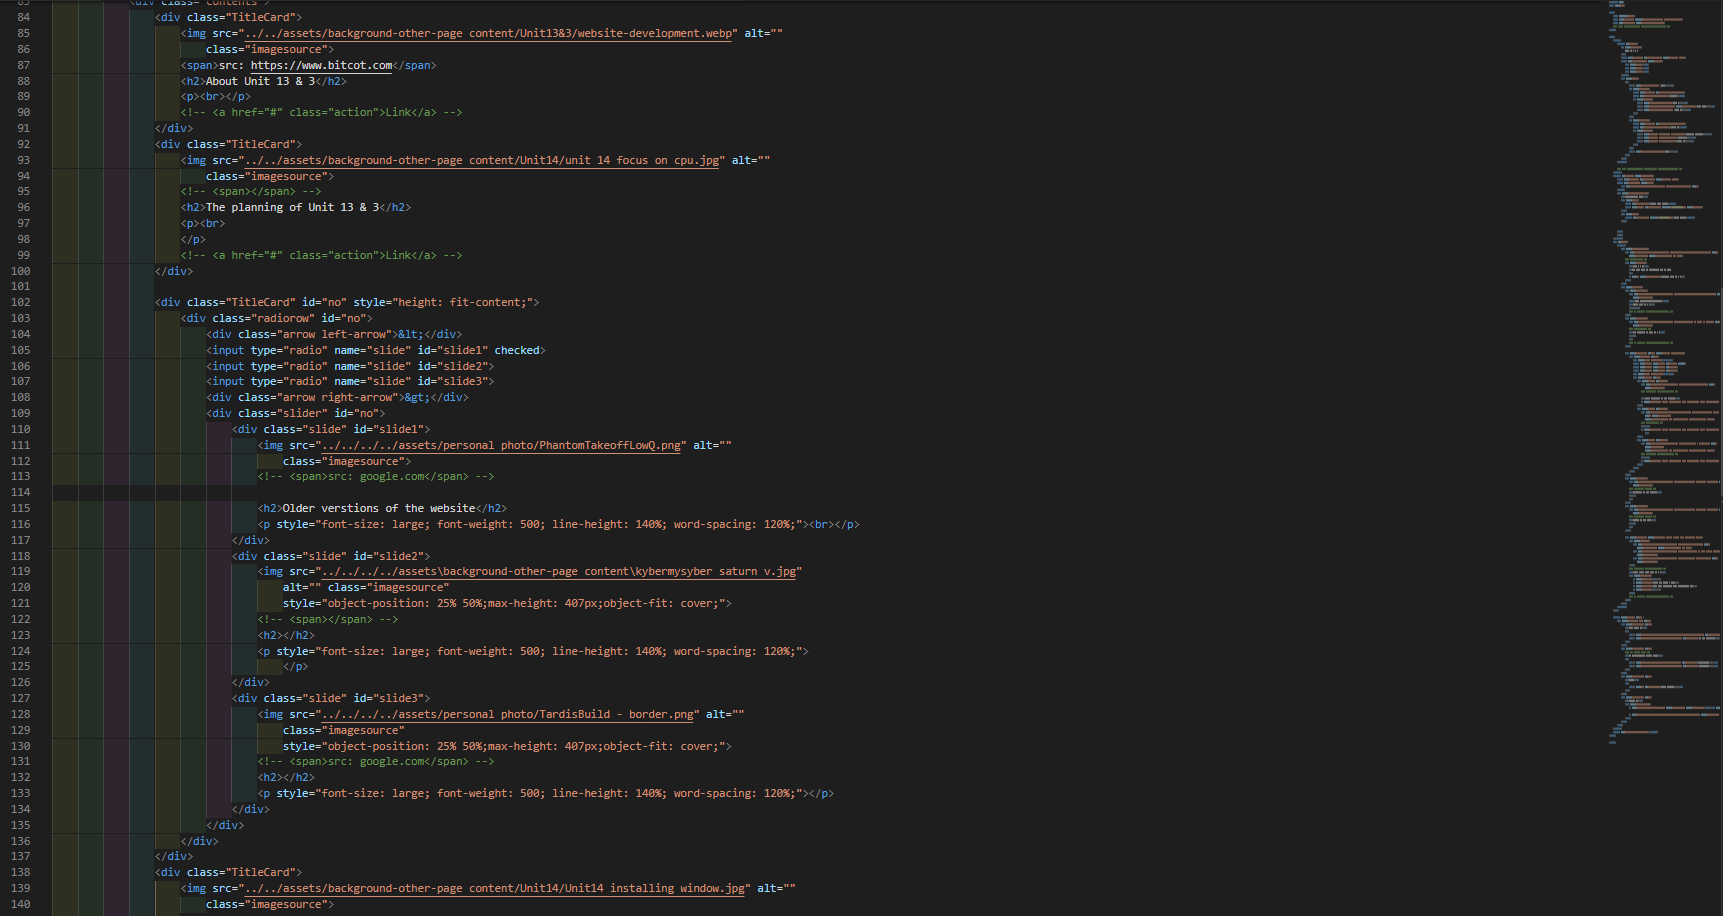 83 <div class="contents">
84 <div class="TitleCard">
85 <img src="../../assets/background-other-page content/Unit13&3/website-development.webp" alt=""
86 class="imagesource">
87 <span>src: https://www.bitcot.com</span>
88 <h2>About Unit 13 & 3</h2>
89 <p><br></p>
90 <!-- <a href="#" class="action">Link</a> -->
91 </div>
92 <div class="TitleCard">
93 <img src="../../assets/background-other-page content/Unit14/unit 14 focus on cpu.jpg" alt=""
94 class="imagesource">
95 <!-- <span></span> -->
96 <h2>The planning of Unit 13 & 3</h2>
97 <p><br>
98 </p>
99 <!-- <a href="#" class="action">Link</a> -->
100 </div>
101
102 <div class="TitleCard" id="no" style="height: fit-content;">
103 <div class="radiorow" id="no">
104 <div class="arrow left-arrow">&lt;</div>
105 <input type="radio" name="slide" id="slide1" checked>
106 <input type="radio" name="slide" id="slide2">
107 <input type="radio" name="slide" id="slide3">
108 <div class="arrow right-arrow">&gt;</div>
109 <div class="slider" id="no">
110 <div class="slide" id="slide1">
111 <img src="../../../../assets/personal photo/PhantomTakeoffLowQ.png" alt=""
112 class="imagesource">
113 <!-- <span>src: google.com</span> -->
114
115 <h2>Older verstions of the website</h2>
116 <p style="font-size: large; font-weight: 500; line-height: 140%; word-spacing: 120%;"><br></p>
117 </div>
118 <div class="slide" id="slide2">
119 <img src="../../../../assets\background-other-page content\kybermysyber saturn v.jpg"
120 alt="" class="imagesource"
121 style="object-position: 25% 50%;max-height: 407px;object-fit: cover;">
122 <!-- <span></span> -->
123 <h2></h2>
124 <p style="font-size: large; font-weight: 500; line-height: 140%; word-spacing: 120%;">
125 </p>
126 </div>
127 <div class="slide" id="slide3">
128 <img src="../../../../assets/personal photo/TardisBuild - border.png" alt=""
129 class="imagesource"
130 style="object-position: 25% 50%;max-height: 407px;object-fit: cover;">
131 <!-- <span>src: google.com</span> -->
132 <h2></h2>
133 <p style="font-size: large; font-weight: 500; line-height: 140%; word-spacing: 120%;"></p>
134 </div>
135 </div>
136 </div>
137 </div>
138 <div class="TitleCard">
139 <img src="../../assets/background-other-page content/Unit14/Unit14 installing window.jpg" alt=""
140 class="imagesource">